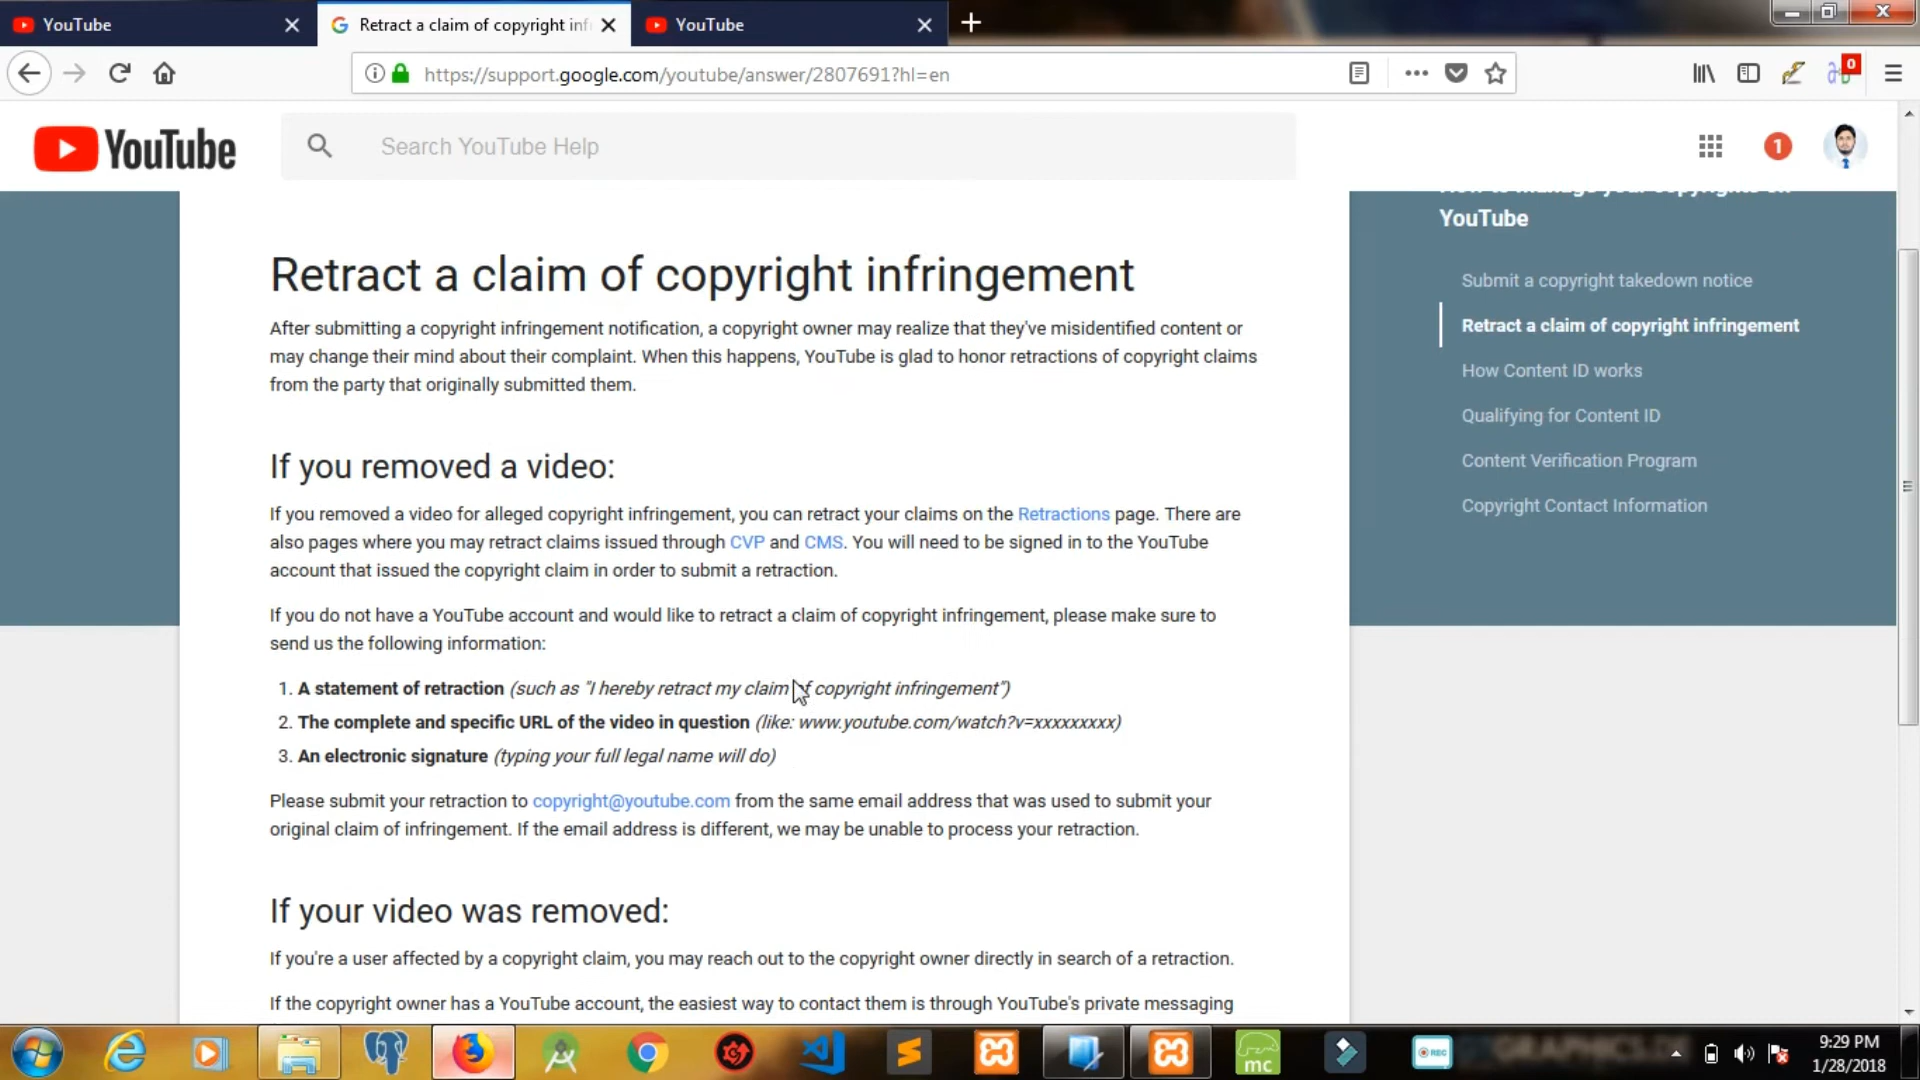 YouTube
Retract a claim of copyright inf
YouTube
https://support.google.com/youtube/answer/2807691?hl=en
0
YouTube
Search YouTube Help
1
YouTube
Submit a copyright takedown notice
Retract a claim of copyright infringement
How Content ID works
Qualifying for Content ID
Content Verification Program
Copyright Contact Information
Retract a claim of copyright infringement
After submitting a copyright infringement notification, a copyright owner may realize that they've misidentified content or
may change their mind about their complaint. When this happens, YouTube is glad to honor retractions of copyright claims
from the party that originally submitted them.
If you removed a video:
If you removed a video for alleged copyright infringement, you can retract your claims on the Retractions page. There are
also pages where you may retract claims issued through CVP and CMS. You will need to be signed in to the YouTube
account that issued the copyright claim in order to submit a retraction.
If you do not have a YouTube account and would like to retract a claim of copyright infringement, please make sure to
send us the following information:
1. A statement of retraction (such as "I hereby retract my claim of copyright infringement")
2. The complete and specific URL of the video in question (like: www.youtube.com/watch?v=xxxxxxxxx)
3. An electronic signature (typing your full legal name will do)
Please submit your retraction to copyright@youtube.com from the same email address that was used to submit your
original claim of infringement. If the email address is different, we may be unable to process your retraction.
If your video was removed:
If you're a user affected by a copyright claim, you may reach out to the copyright owner directly in search of a retraction.
If the copyright owner has a YouTube account, the easiest way to contact them is through YouTube's private messaging
mc
REC
9:29 PM
1/28/2018